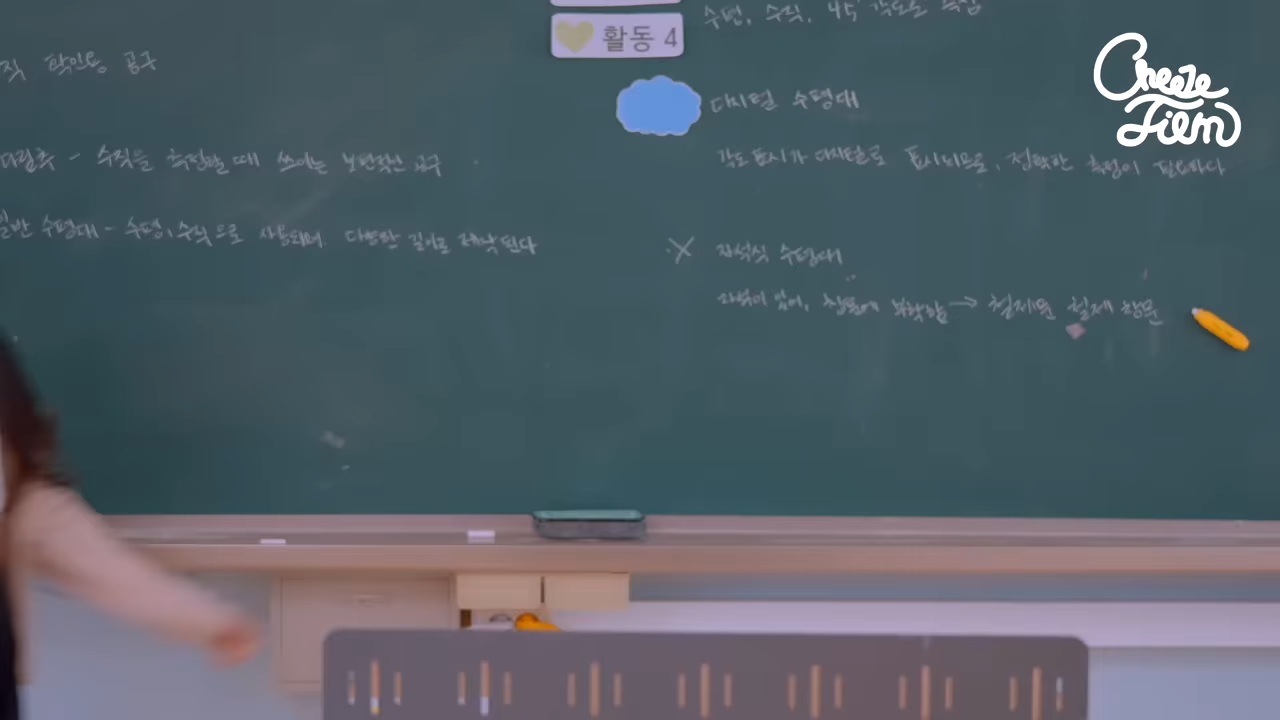 활동 4
수평, 수직, 각도로 측정
직 확인용 공구
디지털 수평대
다림추 - 수직을 측정할 때 쓰이는 보편적인 공구
각도 표시가 디지털로 표시되므로, 정확한 측정이 필요하다
일반 수평대 - 수평, 수직으로 사용되며 다양한 길이로 제작된다
X 자석식 수평대
자석이 있어, 철물에 부착함 → 철제문 철제 창문
Cheeze Film